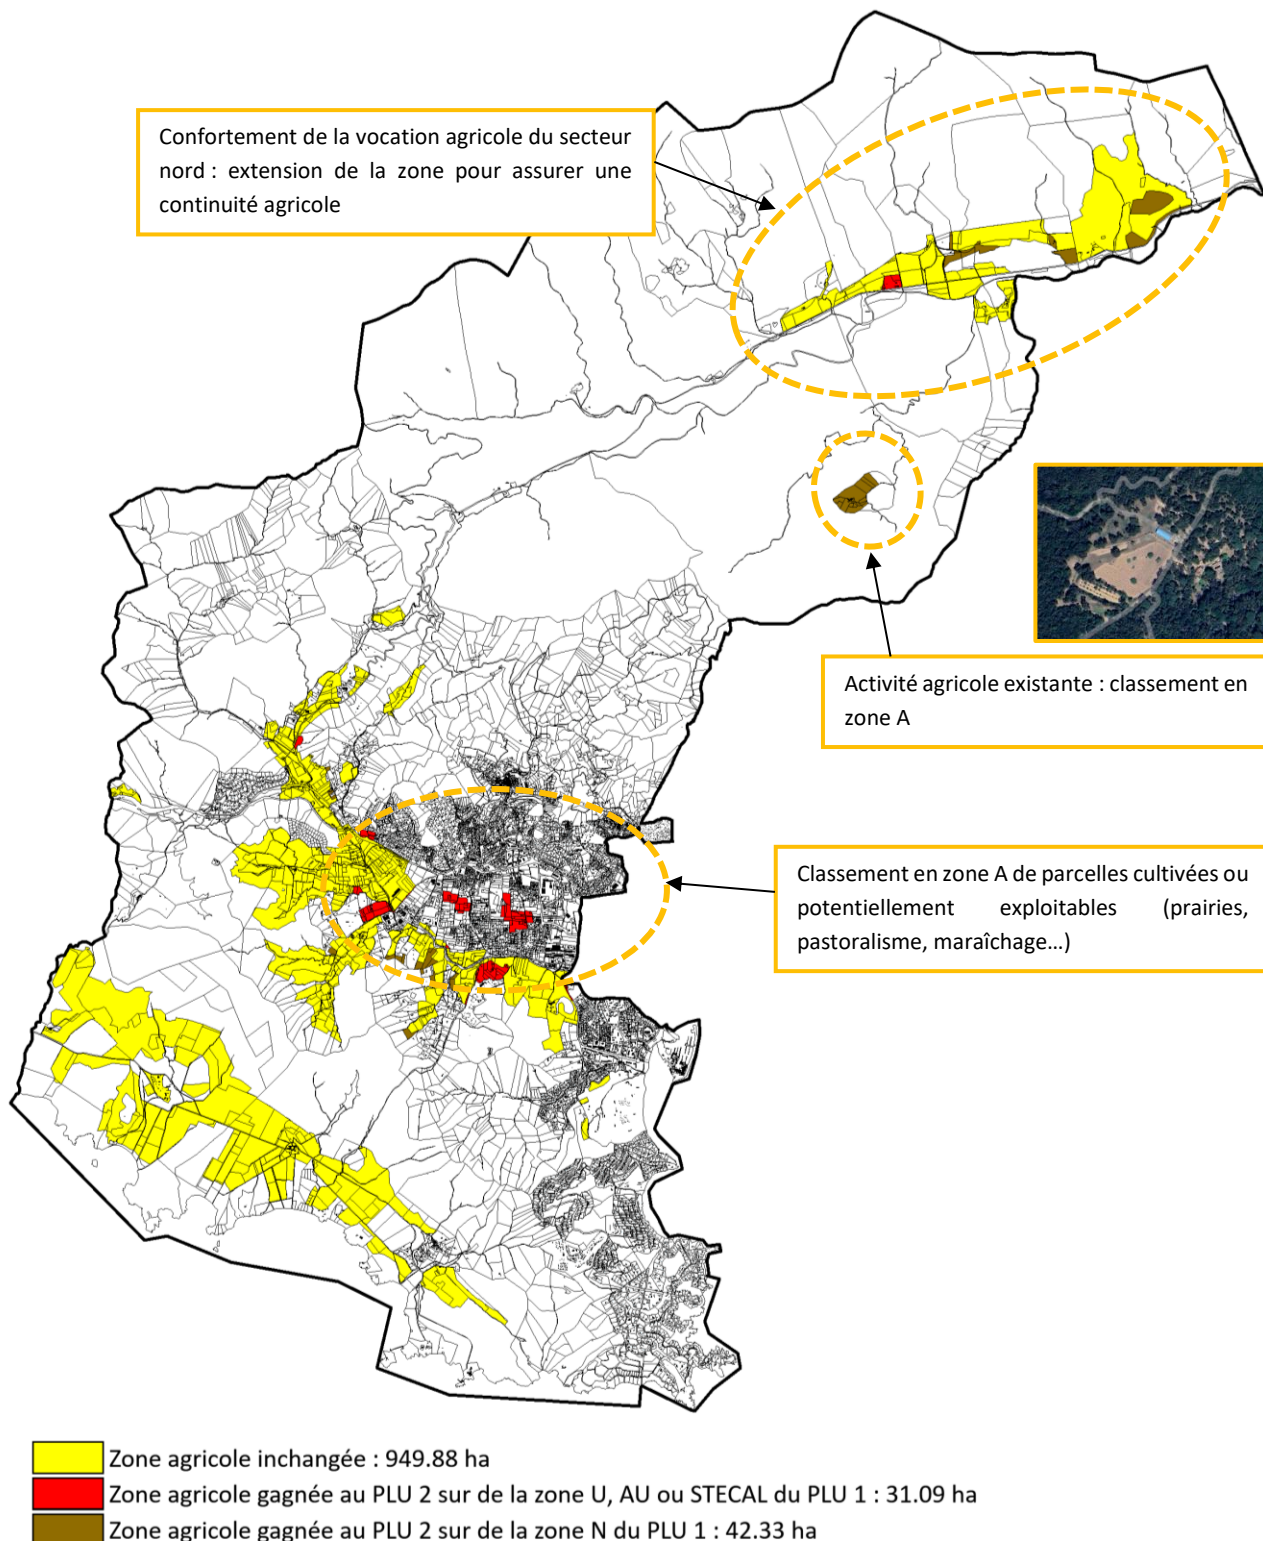 Confortement de la vocation agricole du secteur
nord : extension de la zone pour assurer une
continuité agricole
Activité agricole existante : classement en
zone A
Classement en zone A de parcelles cultivées ou
potentiellement exploitables (prairies,
pastoralisme, maraîchage…)
Zone agricole inchangée : 949.88 ha
Zone agricole gagnée au PLU 2 sur de la zone U, AU ou STECAL du PLU 1 : 31.09 ha
Zone agricole gagnée au PLU 2 sur de la zone N du PLU 1 : 42.33 ha